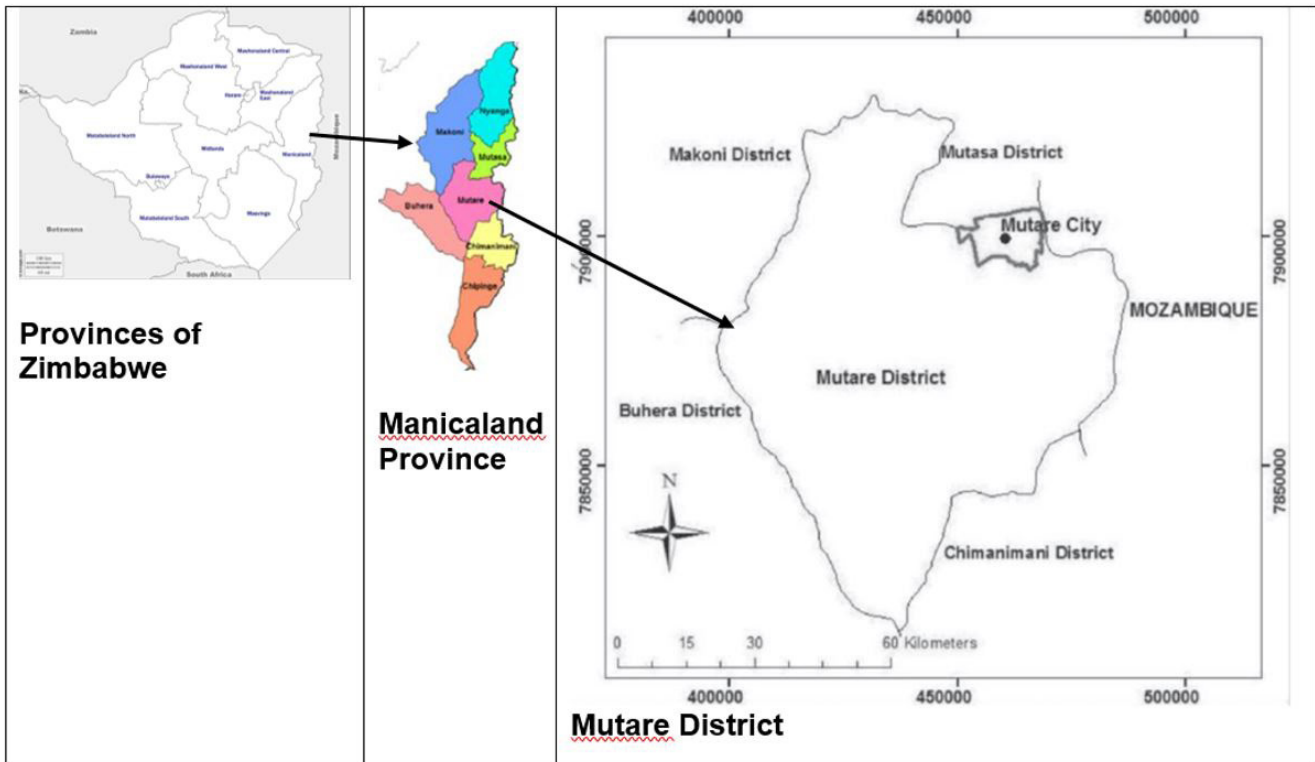 Zambia
Mashonaland Central
Mashonaland West
Harare
Mashonaland
East
Matabeleland North
Midlands
Manicaland
Mozambique
Bulawayo
Masvingo
Matabeleland South
Botswana
South Africa
Provinces of
Zimbabwe
Nyanga
Makoni
Mutasa
Buhera
Mutare
Chimanimani
Chipinge
Manicaland
Province
400000
450000
500000
Makoni District
Mutasa District
Mutare City
7900000
7900000
MOZAMBIQUE
Mutare District
Buhera District
7850000
7850000
N
Chimanimani District
0
15
30
60 Kilometers
400000
450000
500000
Mutare District